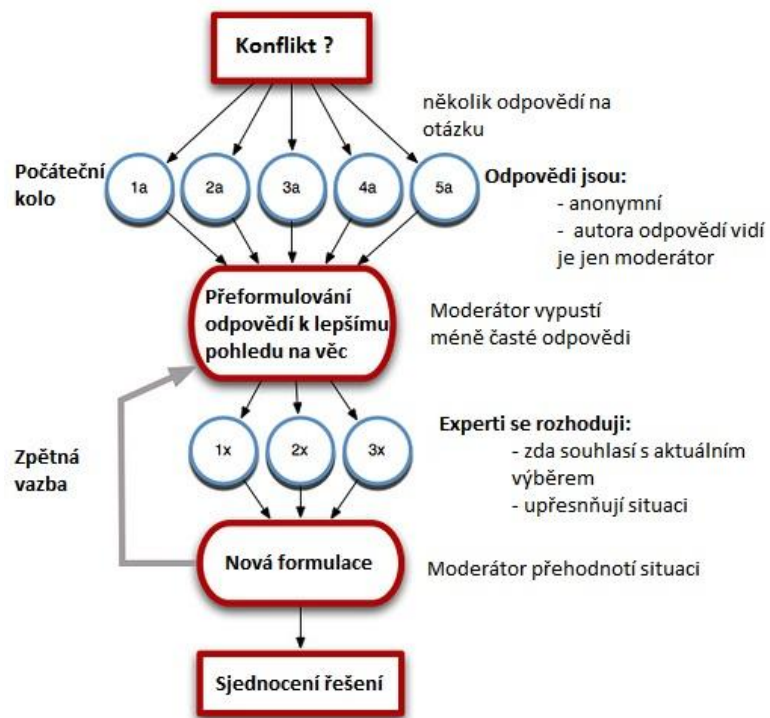 Konflikt ?
několik odpovědí na
otázku
Počáteční
kolo
1a
2a
3a
4a
5a
Odpovědi jsou:
- anonymní
- autora odpovědí vidí
je jen moderátor
Přeformulování
odpovědí k lepšímu
pohledu na věc
Moderátor vypustí
méně časté odpovědi
Zpětná
vazba
1x
2x
3x
Experti se rozhoduji:
- zda souhlasí s aktuálním
výběrem
- upřesnňují situaci
Nová formulace
Moderátor přehodnotí situaci
Sjednocení řešení